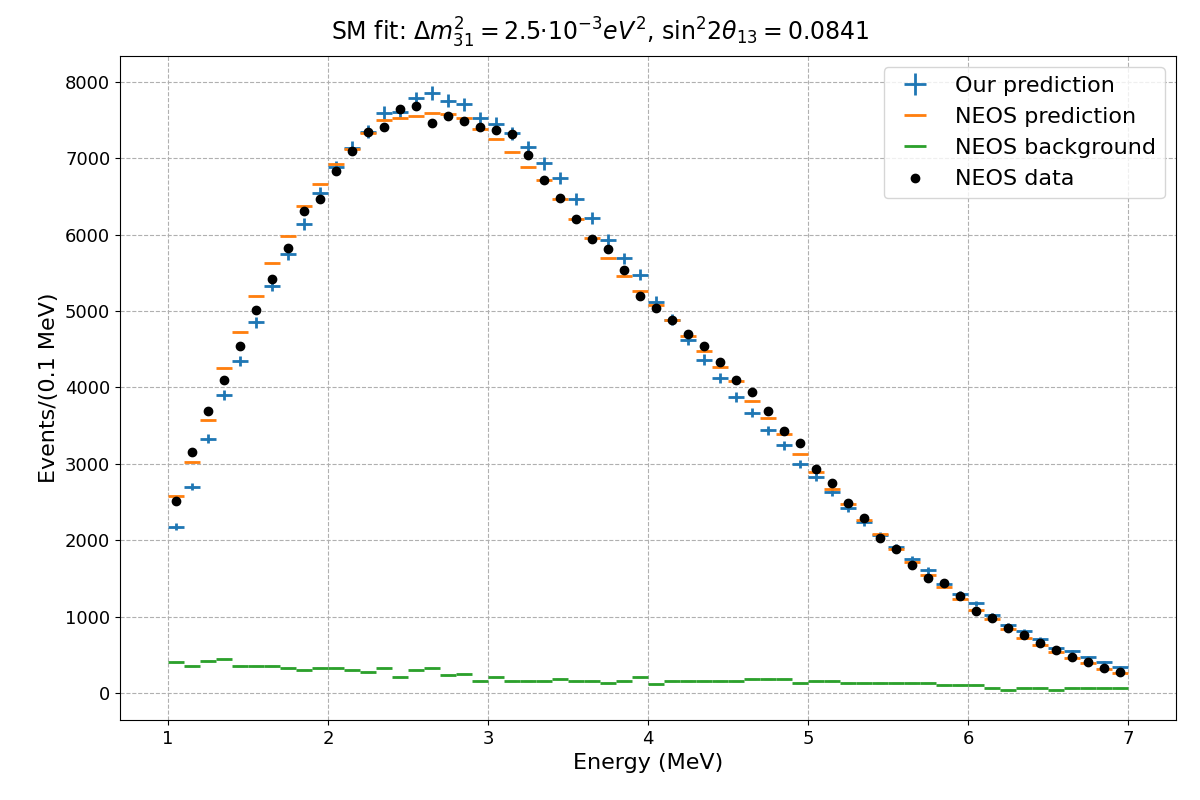 SM fit: Δm²₃₁ = 2.5·10⁻³eV², sin²2θ₁₃ = 0.0841
Our prediction
NEOS prediction
NEOS background
NEOS data
Events/(0.1 MeV)
8000
7000
6000
5000
4000
3000
2000
1000
0
1 2 3 4 5 6 7
Energy (MeV)